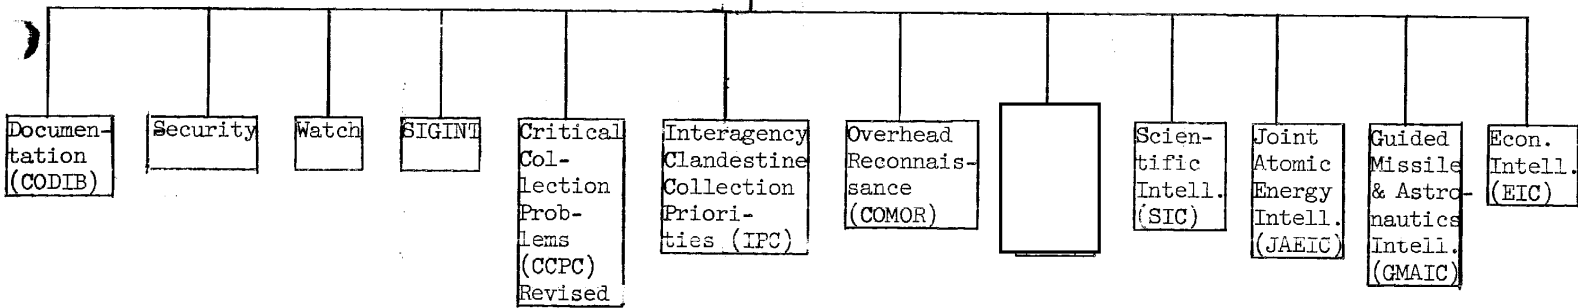 Documen-
tation
(CODIB)
Security
Watch
SIGINT
Critical
Col-
lection
Prob-
lems
(CCPC)
Revised
Interagency
Clandestine
Collection
Priori-
ties (IPC)
Overhead
Reconnais-
sance
(COMOR)
Scien-
tific
Intell.
(SIC)
Joint
Atomic
Energy
Intell.
(JAEIC)
Guided
Missile
& Astro-
nautics
Intell.
(GMAIC)
Econ.
Intell.
(EIC)